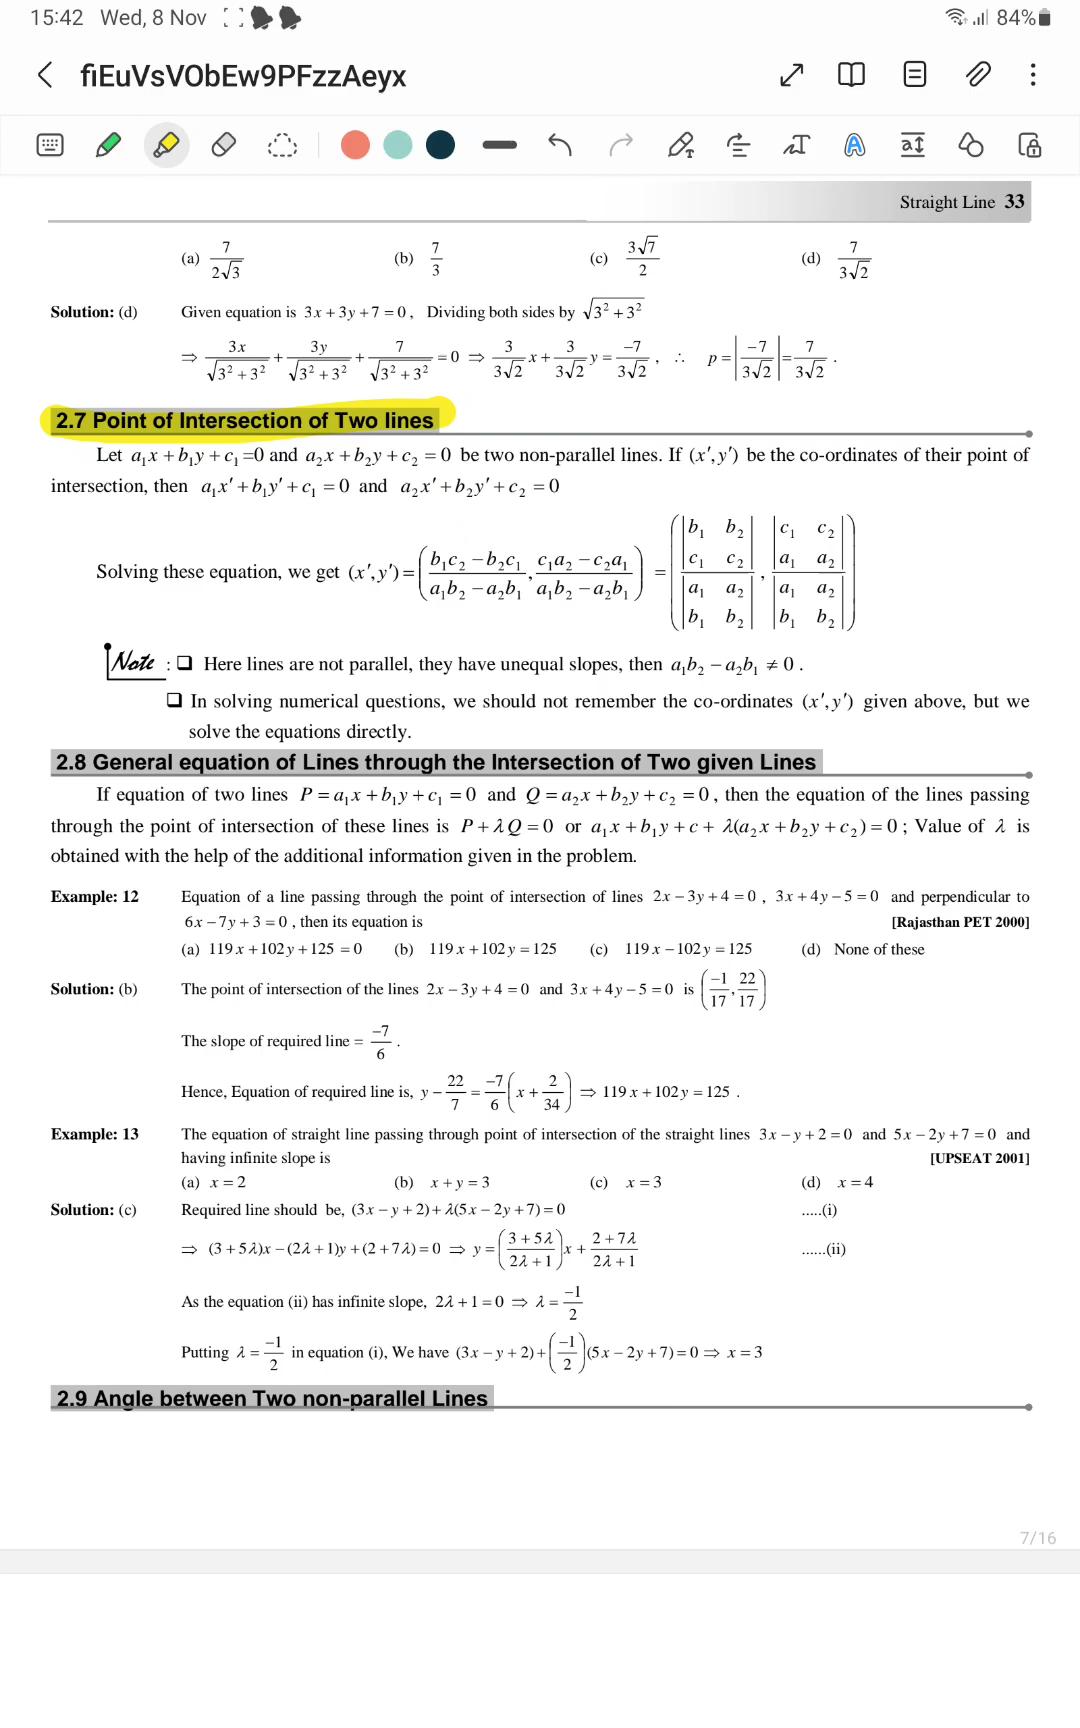 15:42 Wed, 8 Nov 84%
fiEuVsVObEw9PFzzAeyx
Straight Line 33
(a) 7/(2√3) (b) 7/3 (c) 3√7/2 (d) 7/(3√2)
Solution: (d) Given equation is 3x + 3y + 7 = 0, Dividing both sides by √(3² + 3²)
⇒ 3x/√(3² + 3²) + 3y/√(3² + 3²) + 7/√(3² + 3²) = 0 ⇒ 3/(3√2) x + 3/(3√2) y = −7/(3√2), ∴ p = |−7/(3√2)| = 7/(3√2).
2.7 Point of Intersection of Two lines
Let a₁x + b₁y + c₁ =0 and a₂x + b₂y + c₂ = 0 be two non-parallel lines. If (x′, y′) be the co-ordinates of their point of
intersection, then a₁x′ + b₁y′ + c₁ = 0 and a₂x′ + b₂y′ + c₂ = 0
Solving these equation, we get (x′, y′) = ((b₁c₂ − b₂c₁)/(a₁b₂ − a₂b₁), (c₁a₂ − c₂a₁)/(a₁b₂ − a₂b₁)) = (|b₁ b₂; c₁ c₂|/|a₁ a₂; b₁ b₂|, |c₁ c₂; a₁ a₂|/|a₁ a₂; b₁ b₂|)
Note : ❑ Here lines are not parallel, they have unequal slopes, then a₁b₂ − a₂b₁ ≠ 0.
❑ In solving numerical questions, we should not remember the co-ordinates (x′, y′) given above, but we
solve the equations directly.
2.8 General equation of Lines through the Intersection of Two given Lines
If equation of two lines P = a₁x + b₁y + c₁ = 0 and Q = a₂x + b₂y + c₂ = 0, then the equation of the lines passing
through the point of intersection of these lines is P + λQ = 0 or a₁x + b₁y + c + λ(a₂x + b₂y + c₂) = 0; Value of λ is
obtained with the help of the additional information given in the problem.
Example: 12 Equation of a line passing through the point of intersection of lines 2x − 3y + 4 = 0, 3x + 4y − 5 = 0 and perpendicular to
6x − 7y + 3 = 0, then its equation is [Rajasthan PET 2000]
(a) 119x + 102y + 125 = 0 (b) 119x + 102y = 125 (c) 119x − 102y = 125 (d) None of these
Solution: (b) The point of intersection of the lines 2x − 3y + 4 = 0 and 3x + 4y − 5 = 0 is (−1/17, 22/17)
The slope of required line = −7/6.
Hence, Equation of required line is, y − 22/7 = −7/6 (x + 2/34) ⇒ 119x + 102y = 125.
Example: 13 The equation of straight line passing through point of intersection of the straight lines 3x − y + 2 = 0 and 5x − 2y + 7 = 0 and
having infinite slope is [UPSEAT 2001]
(a) x = 2 (b) x + y = 3 (c) x = 3 (d) x = 4
Solution: (c) Required line should be, (3x − y + 2) + λ(5x − 2y + 7) = 0 .....(i)
⇒ (3 + 5λ)x − (2λ + 1)y + (2 + 7λ) = 0 ⇒ y = ((3 + 5λ)/(2λ + 1))x + (2 + 7λ)/(2λ + 1) ......(ii)
As the equation (ii) has infinite slope, 2λ + 1 = 0 ⇒ λ = −1/2
Putting λ = −1/2 in equation (i), We have (3x − y + 2) + (−1/2)(5x − 2y + 7) = 0 ⇒ x = 3
2.9 Angle between Two non-parallel Lines
7/16